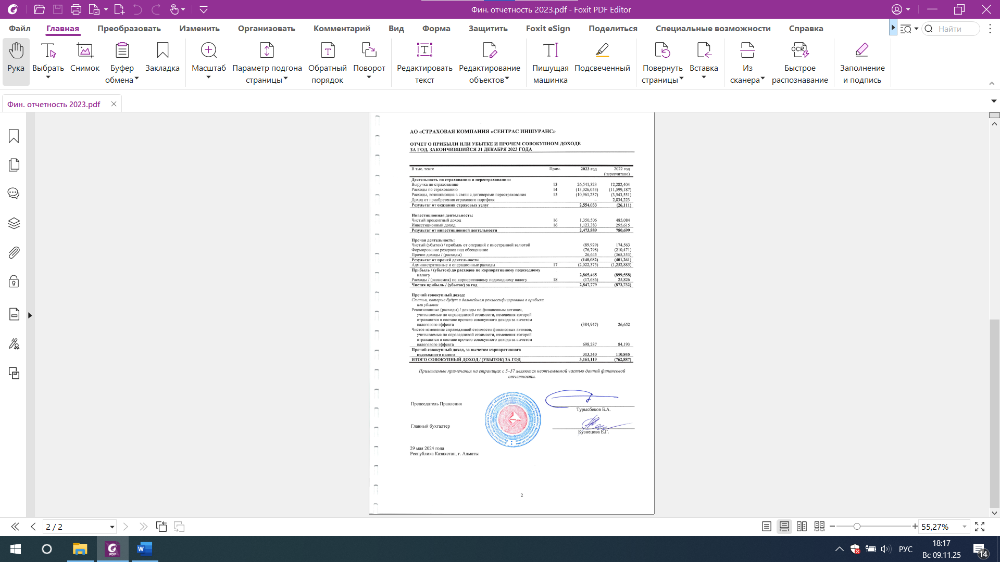 Фин. отчетность 2023.pdf - Foxit PDF Editor
Файл Главная Преобразовать Изменить Организовать Комментарий Вид Форма Защитить Foxit eSign Поделиться Специальные возможности Справка Найти
Рука Выбрать Снимок Буфер обмена Закладка Масштаб Параметр подгона страницы Обратный порядок Поворот Редактировать текст Редактирование объектов Пишущая машинка Подсвеченный Повернуть страницы Вставка Из сканера OCR Быстрое распознавание Заполнение и подпись
Фин. отчетность 2023.pdf
АО «СТРАХОВАЯ КОМПАНИЯ «СЕНТРАС ИНШУРАНС»
ОТЧЕТ О ПРИБЫЛИ ИЛИ УБЫТКЕ И ПРОЧЕМ СОВОКУПНОМ ДОХОДЕ
ЗА ГОД, ЗАКОНЧИВШИЙСЯ 31 ДЕКАБРЯ 2023 ГОДА
В тыс. тенге Прим. 2023 год 2022 год
(пересчитано)
Деятельность по страхованию и перестрахованию:
Выручка по страхованию 13 26,541,323 12,282,404
Расходы по страхованию 14 (13,026,053) (11,599,187)
Расходы, возникающие в связи с договорами перестрахования 15 (10,961,237) (3,543,551)
Доход от приобретения страхового портфеля – 2,834,223
Результат от оказания страховых услуг 2,554,033 (26,111)
Инвестиционная деятельность:
Чистый процентный доход 16 1,350,506 485,084
Инвестиционный доход 16 1,123,383 295,615
Результат от инвестиционной деятельности 2,473,889 780,699
Прочая деятельность:
Чистый (убыток) / прибыль от операций с иностранной валютой (89,929) 174,563
Формирование резервов под обесценение (76,798) (210,471)
Прочие доходы / (расходы) 26,645 (365,353)
Результат от прочей деятельности (140,082) (401,261)
Административные и операционные расходы 17 (2,022,375) (1,252,885)
Прибыль / (убыток) до расходов по корпоративному подоходному
налогу 2,865,465 (899,558)
Расходы / (экономия) по корпоративному подоходному налогу 18 (17,686) 25,826
Чистая прибыль / (убыток) за год 2,847,779 (873,732)
Прочий совокупный доход:
Статьи, которые будут в дальнейшем реклассифицированы в прибыли
или убытки
Реализованные (расходы) / доходы по финансовым активам,
учитываемые по справедливой стоимости, изменения которой
отражаются в составе прочего совокупного дохода за вычетом
налогового эффекта (384,947) 26,652
Чистое изменение справедливой стоимости финансовых активов,
учитываемые по справедливой стоимости, изменения которой
отражаются в составе прочего совокупного дохода за вычетом
налогового эффекта 698,287 84,193
Прочий совокупный доход, за вычетом корпоративного
подоходного налога 313,340 110,845
ИТОГО СОВОКУПНЫЙ ДОХОД / (УБЫТОК) ЗА ГОД 3,161,119 (762,887)
Прилагаемые примечания на страницах с 5–57 являются неотъемлемой частью данной финансовой
отчетности.
Председатель Правления
Турысбеков Б.А.
Главный бухгалтер
Кузнецова Е.Г.
29 мая 2024 года
Республика Казахстан, г. Алматы
2
2 / 2 55,27%
РУС 18:17
Вс 09.11.25 14